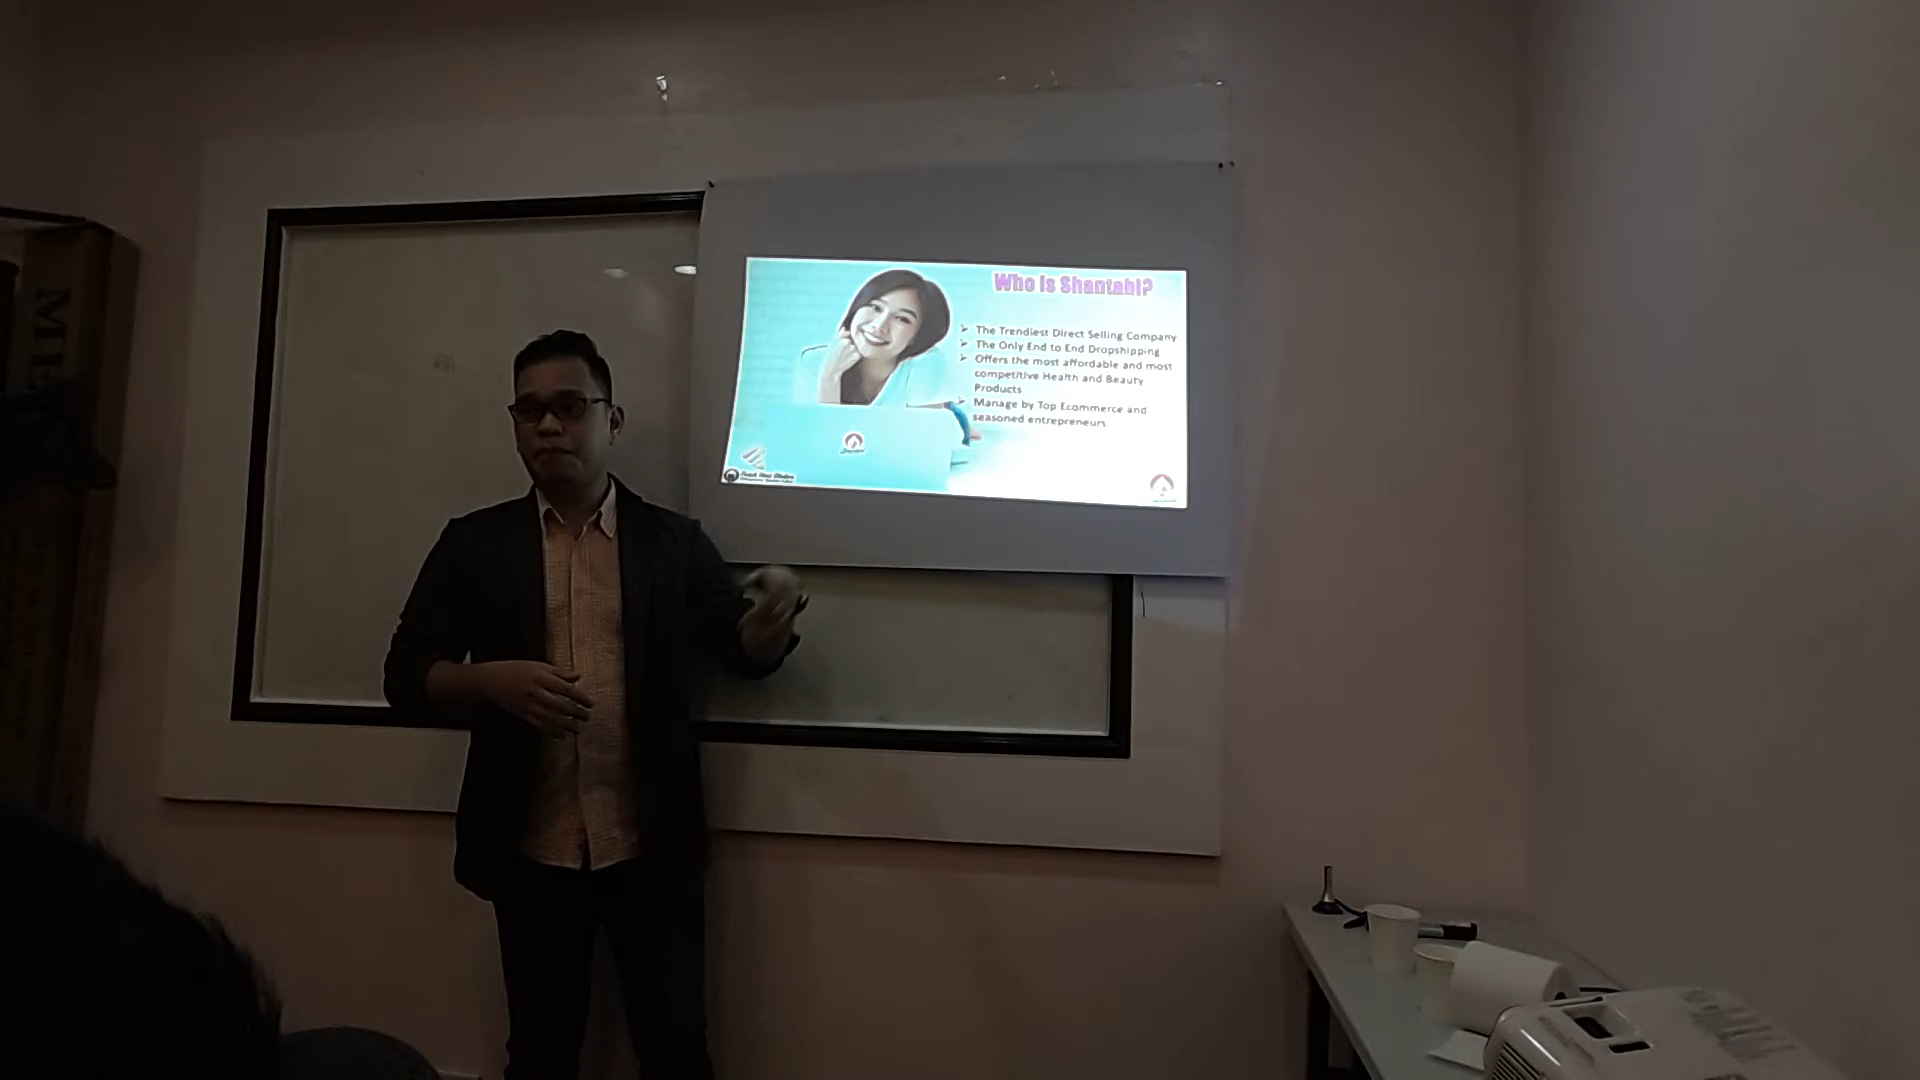 Who is Shantahl?
➢ The Trendiest Direct Selling Company
➢ The Only End to End Dropshipping
➢ Offers the most affordable and most
competitive Health and Beauty
Products
➢ Manage by Top Ecommerce and
seasoned entrepreneurs